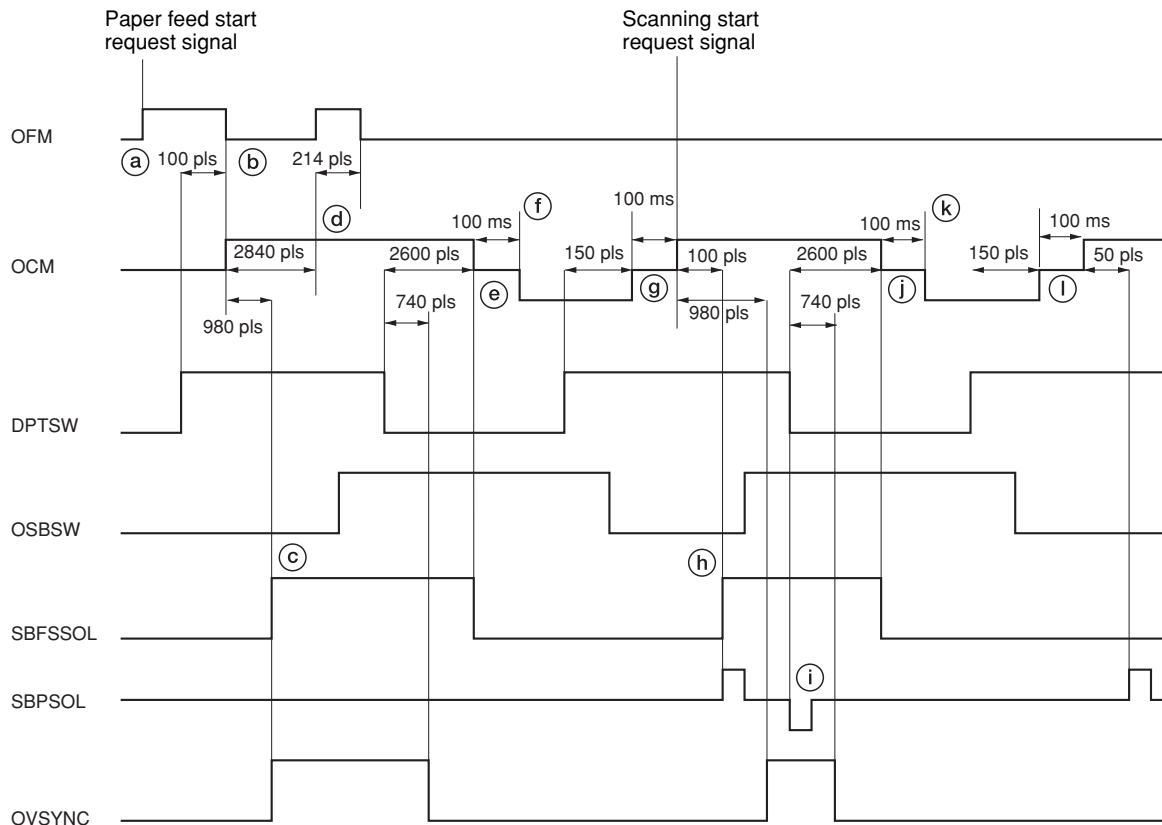 Paper feed start
request signal
Scanning start
request signal
OFM
a
100 pls
b
214 pls
d
f
k
100 ms
100 ms
100 ms
100 ms
OCM
2840 pls
2600 pls
e
150 pls
g
100 pls
2600 pls
j
150 pls
l
50 pls
980 pls
740 pls
980 pls
740 pls
DPTSW
OSBSW
c
h
SBFSSOL
SBPSOL
i
OVSYNC